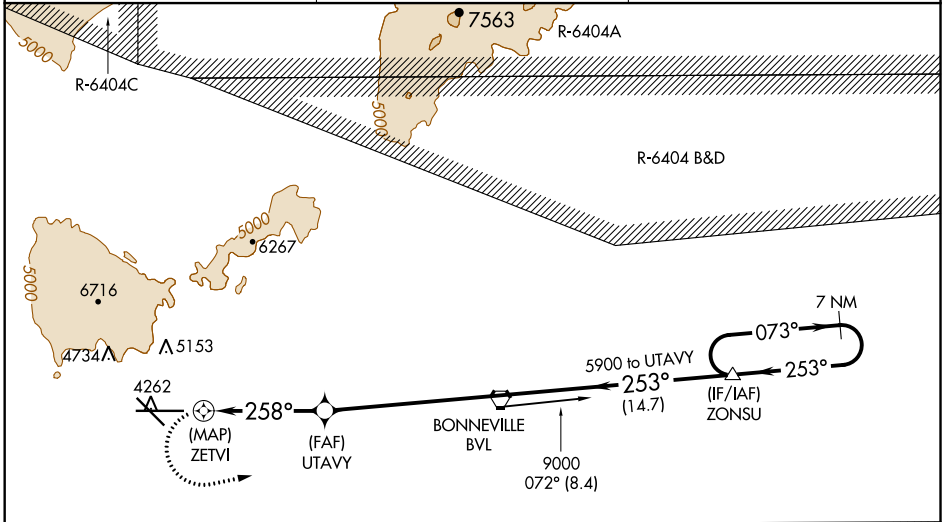 7563
R-6404A
5000
R-6404C
5000
R-6404 B&D
5000
6267
5000
6716
7 NM
073°
4734
5153
5900 to UTAVY
253°
253°
(14.7)
(IF/IAF)
ZONSU
4262
258°
(MAP)
ZETVI
(FAF)
UTAVY
BONNEVILLE
BVL
9000
072° (8.4)